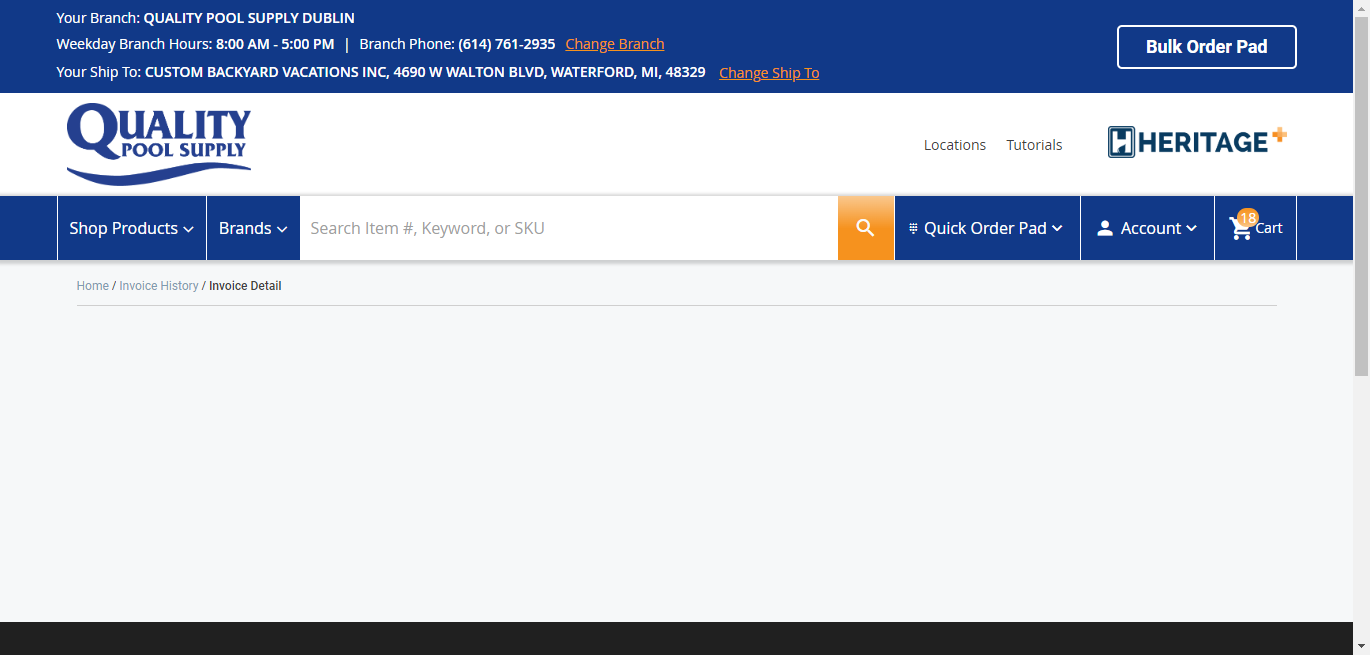 Your Branch: QUALITY POOL SUPPLY DUBLIN
Weekday Branch Hours: 8:00 AM - 5:00 PM | Branch Phone: (614) 761-2935 Change Branch
Your Ship To: CUSTOM BACKYARD VACATIONS INC, 4690 W WALTON BLVD, WATERFORD, MI, 48329 Change Ship To
Bulk Order Pad
QUALITY
POOL SUPPLY
Locations Tutorials
H HERITAGE+
Shop Products Brands Search Item #, Keyword, or SKU Quick Order Pad Account 18 Cart
Home / Invoice History / Invoice Detail